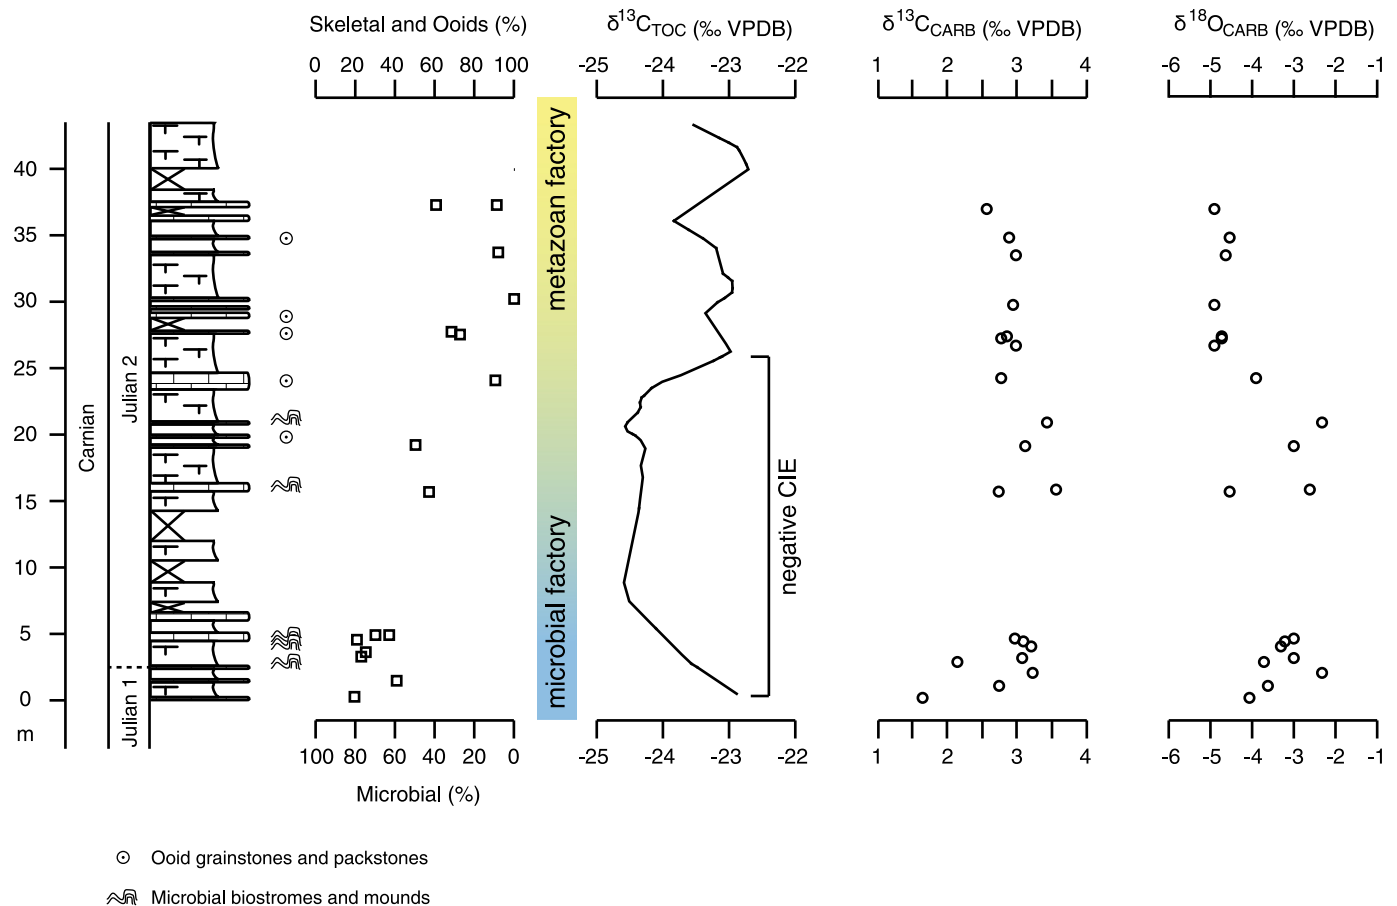 Skeletal and Ooids (%)
δ13CTOC (‰ VPDB)
δ13CCARB (‰ VPDB)
δ18OCARB (‰ VPDB)
0 20 40 60 80 100
-25 -24 -23 -22
1 2 3 4
-6 -5 -4 -3 -2 -1
40
35
30
25
20
15
10
5
0
m
Carnian
Julian 2
Julian 1
metazoan factory
microbial factory
negative CIE
100 80 60 40 20 0
-25 -24 -23 -22
1 2 3 4
-6 -5 -4 -3 -2 -1
Microbial (%)
Ooid grainstones and packstones
Microbial biostromes and mounds